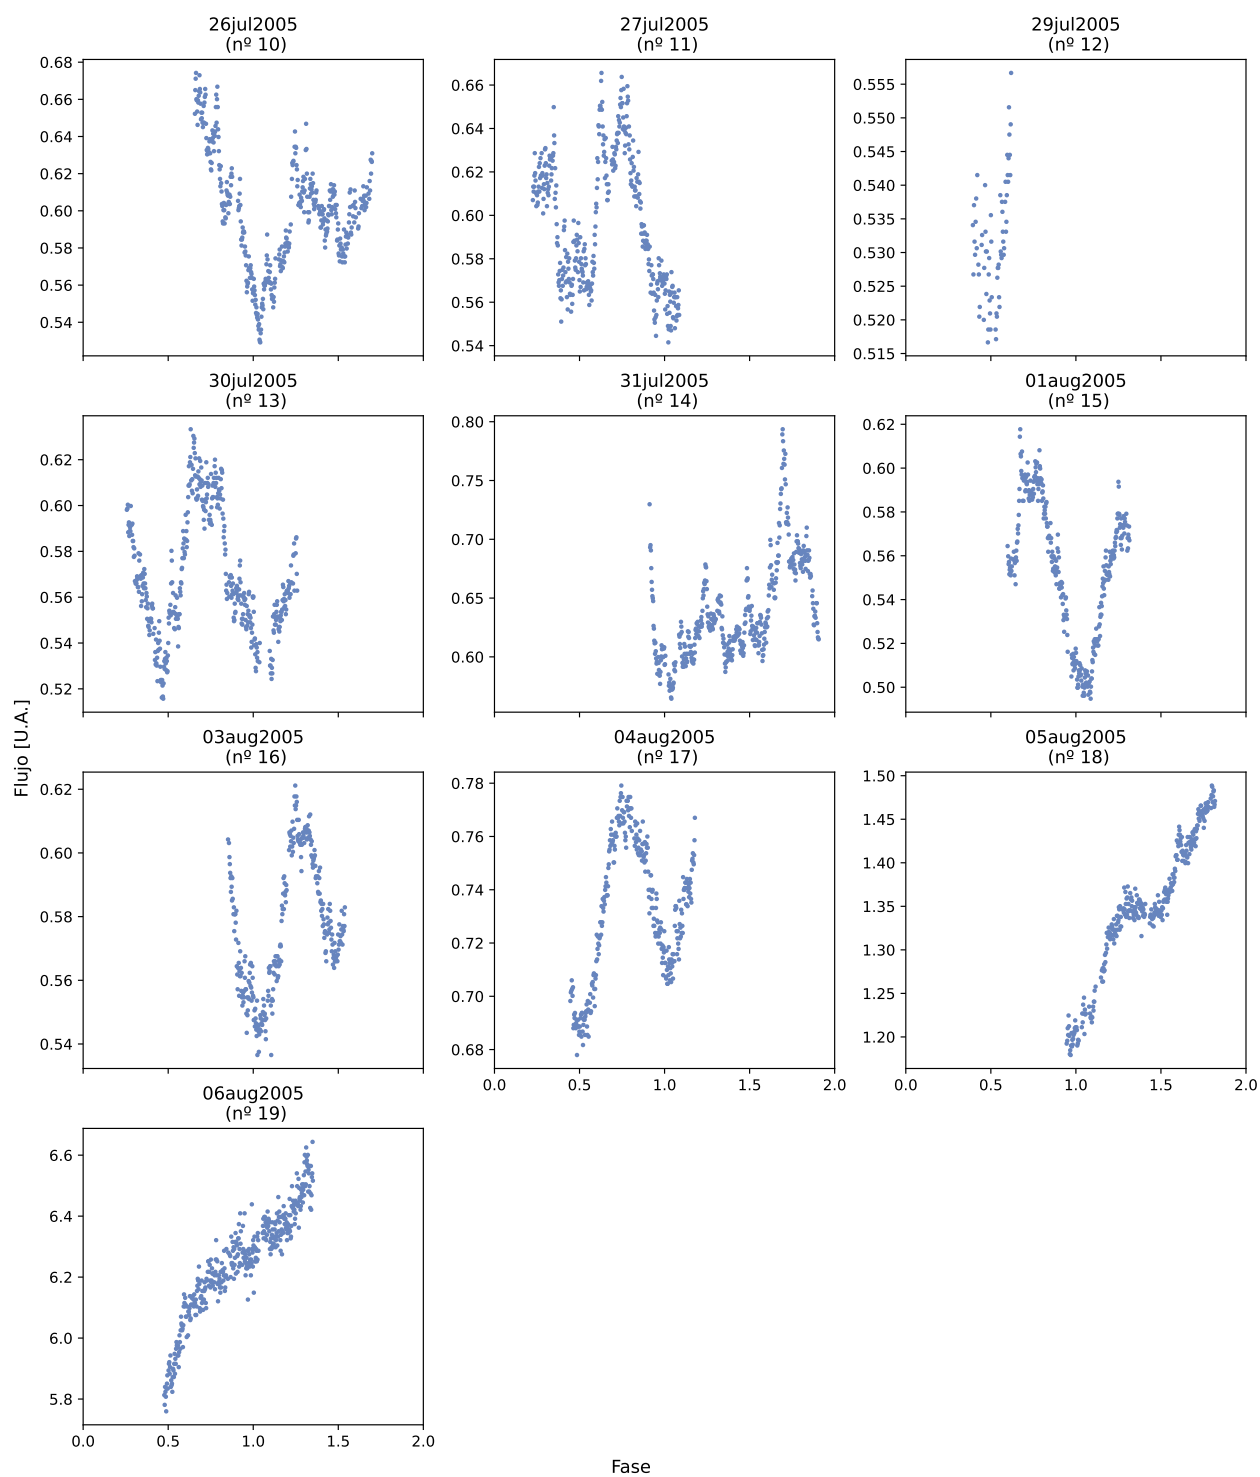 26jul2005
(nº 10)
27jul2005
(nº 11)
29jul2005
(nº 12)
0.68
0.66
0.64
0.62
0.60
0.58
0.56
0.54
0.66
0.64
0.62
0.60
0.58
0.56
0.54
0.555
0.550
0.545
0.540
0.535
0.530
0.525
0.520
0.515
30jul2005
(nº 13)
31jul2005
(nº 14)
01aug2005
(nº 15)
0.62
0.60
0.58
0.56
0.54
0.52
0.80
0.75
0.70
0.65
0.60
0.62
0.60
0.58
0.56
0.54
0.52
0.50
Flujo [U.A.]
03aug2005
(nº 16)
04aug2005
(nº 17)
05aug2005
(nº 18)
0.62
0.60
0.58
0.56
0.54
0.78
0.76
0.74
0.72
0.70
0.68
0.0 0.5 1.0 1.5 2.0
1.50
1.45
1.40
1.35
1.30
1.25
1.20
0.0 0.5 1.0 1.5 2.0
06aug2005
(nº 19)
6.6
6.4
6.2
6.0
5.8
0.0 0.5 1.0 1.5 2.0
Fase